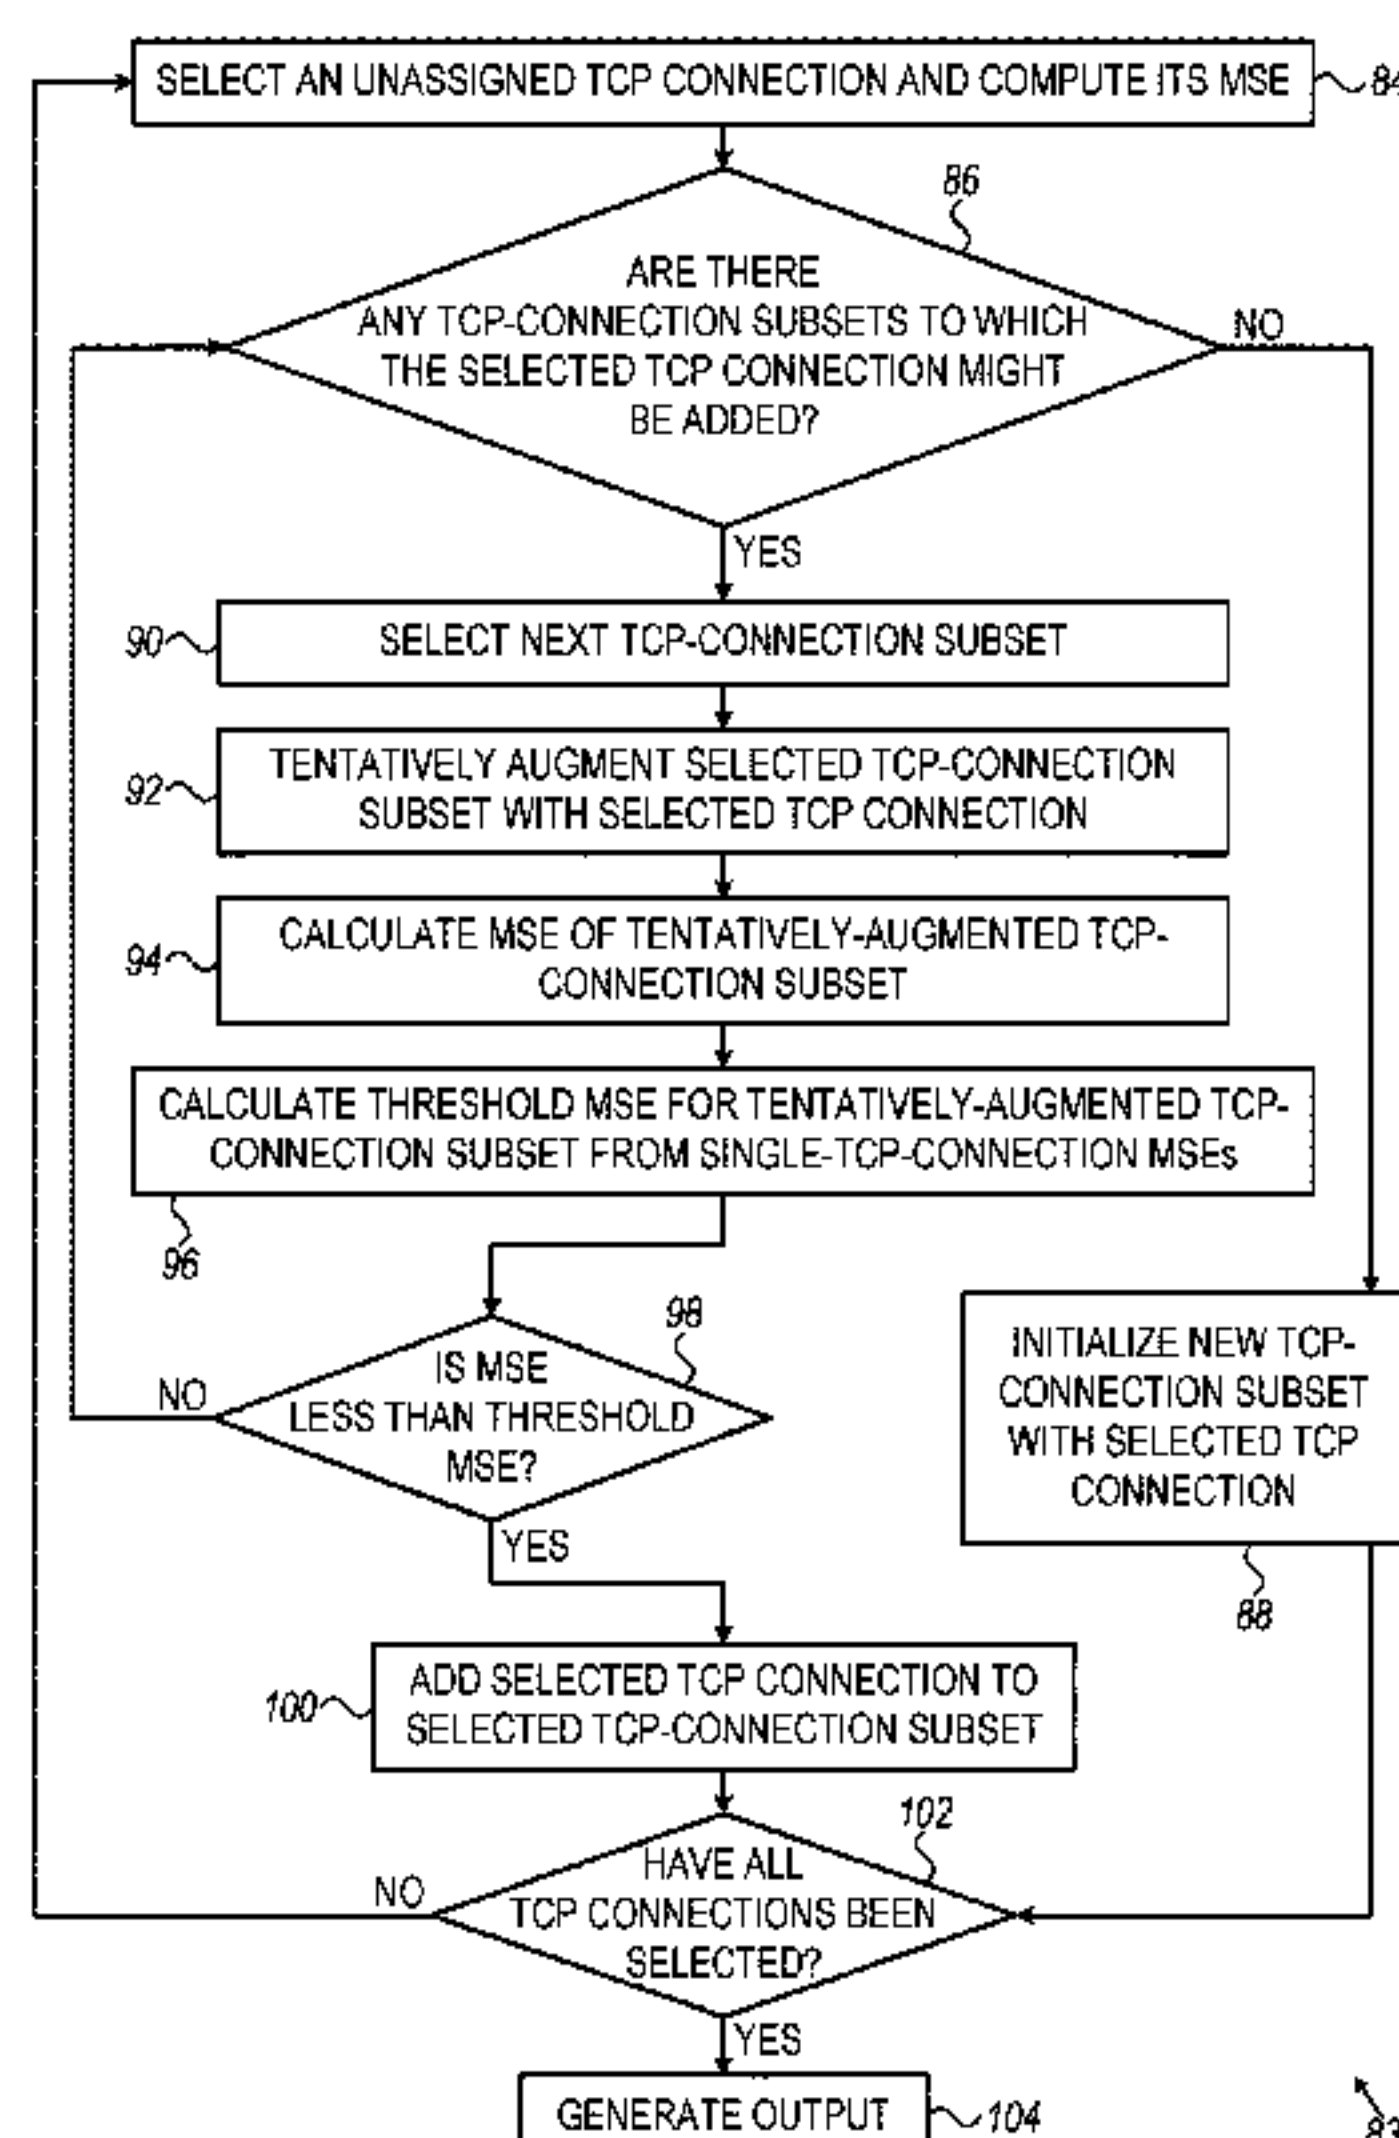 SELECT AN UNASSIGNED TCP CONNECTION AND COMPUTE ITS MSE
84
86
ARE THERE
ANY TCP-CONNECTION SUBSETS TO WHICH
THE SELECTED TCP CONNECTION MIGHT
BE ADDED?
NO
YES
90
SELECT NEXT TCP-CONNECTION SUBSET
92
TENTATIVELY AUGMENT SELECTED TCP-CONNECTION
SUBSET WITH SELECTED TCP CONNECTION
94
CALCULATE MSE OF TENTATIVELY-AUGMENTED TCP-
CONNECTION SUBSET
CALCULATE THRESHOLD MSE FOR TENTATIVELY-AUGMENTED TCP-
CONNECTION SUBSET FROM SINGLE-TCP-CONNECTION MSEs
96
98
IS MSE
LESS THAN THRESHOLD
MSE?
NO
YES
INITIALIZE NEW TCP-
CONNECTION SUBSET
WITH SELECTED TCP
CONNECTION
88
100
ADD SELECTED TCP CONNECTION TO
SELECTED TCP-CONNECTION SUBSET
102
HAVE ALL
TCP CONNECTIONS BEEN
SELECTED?
NO
YES
GENERATE OUTPUT
104
83